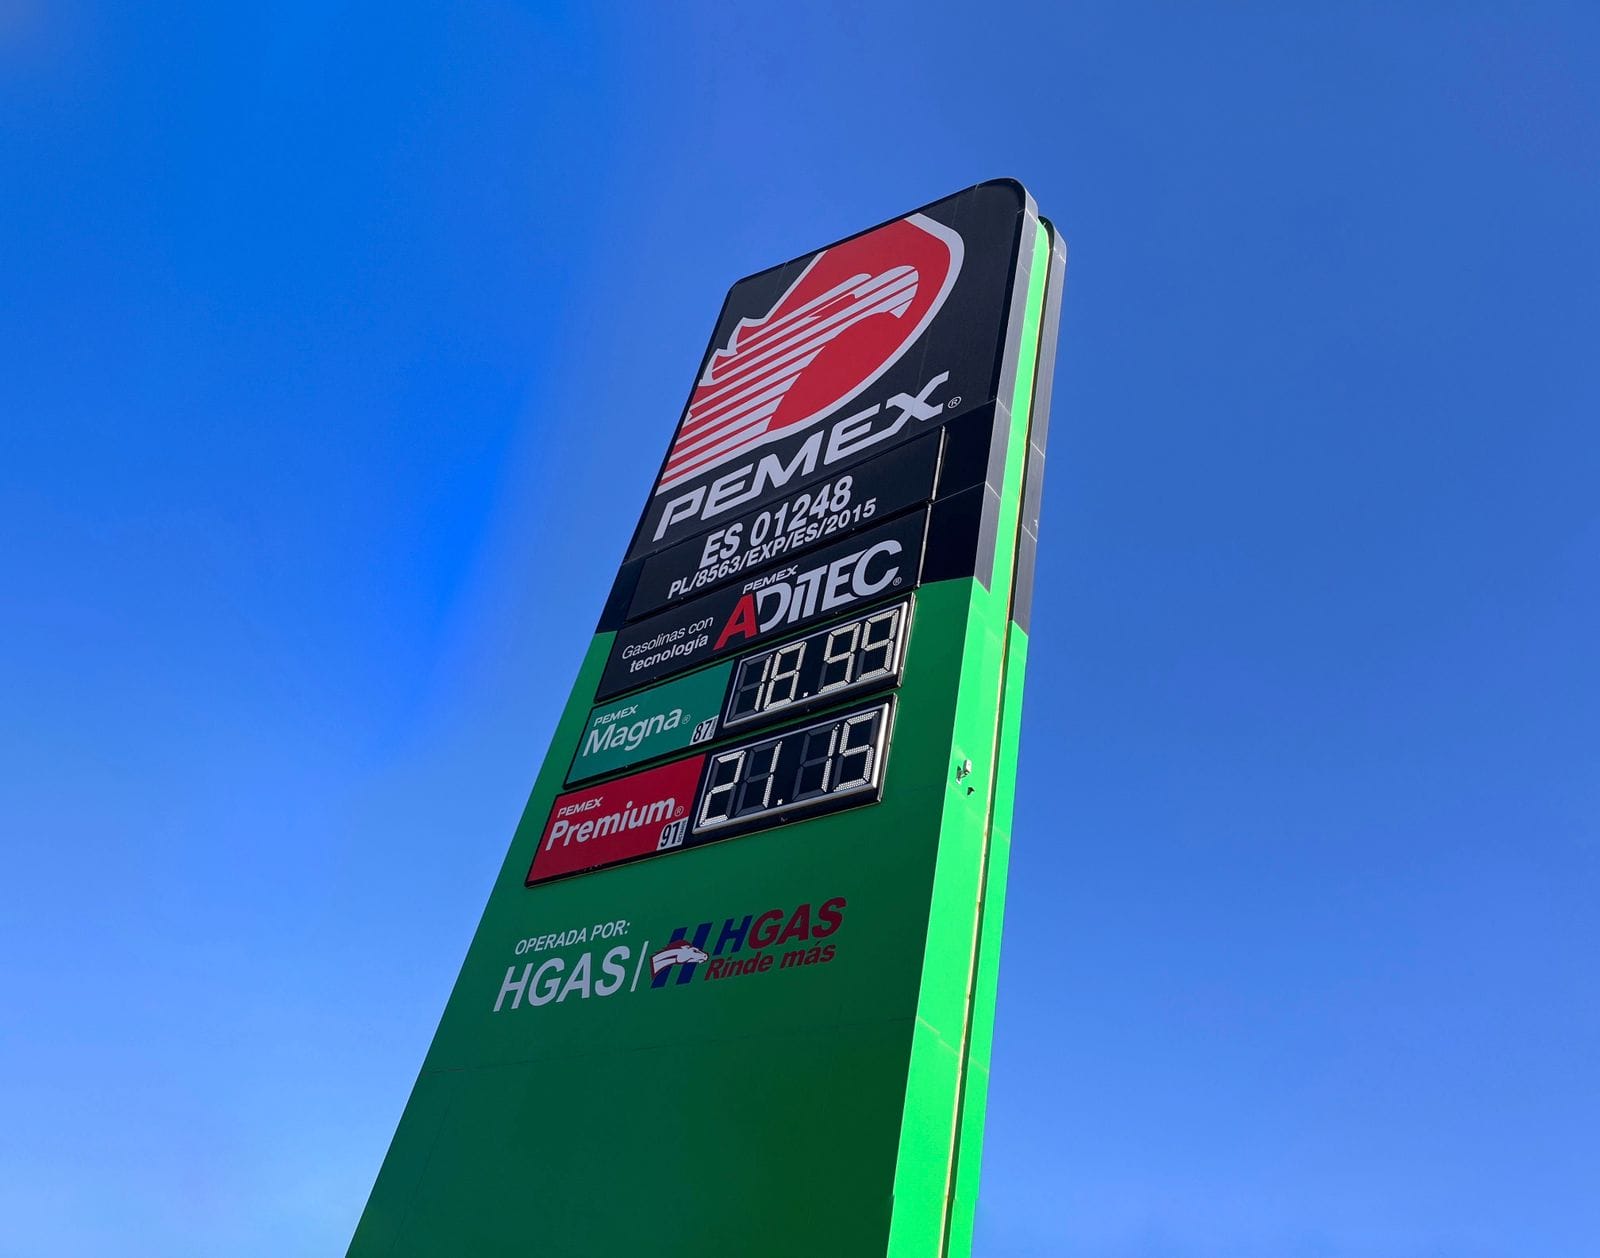 PEMEX®
ES 01248
PL/8563/EXP/ES/2015
PEMEX
Gasolinas con
tecnología
ADITEC®
18.99
PEMEX
Magna®
87
21.15
PEMEX
Premium®
91
OPERADA POR:
HGAS
H HGAS
Rinde más